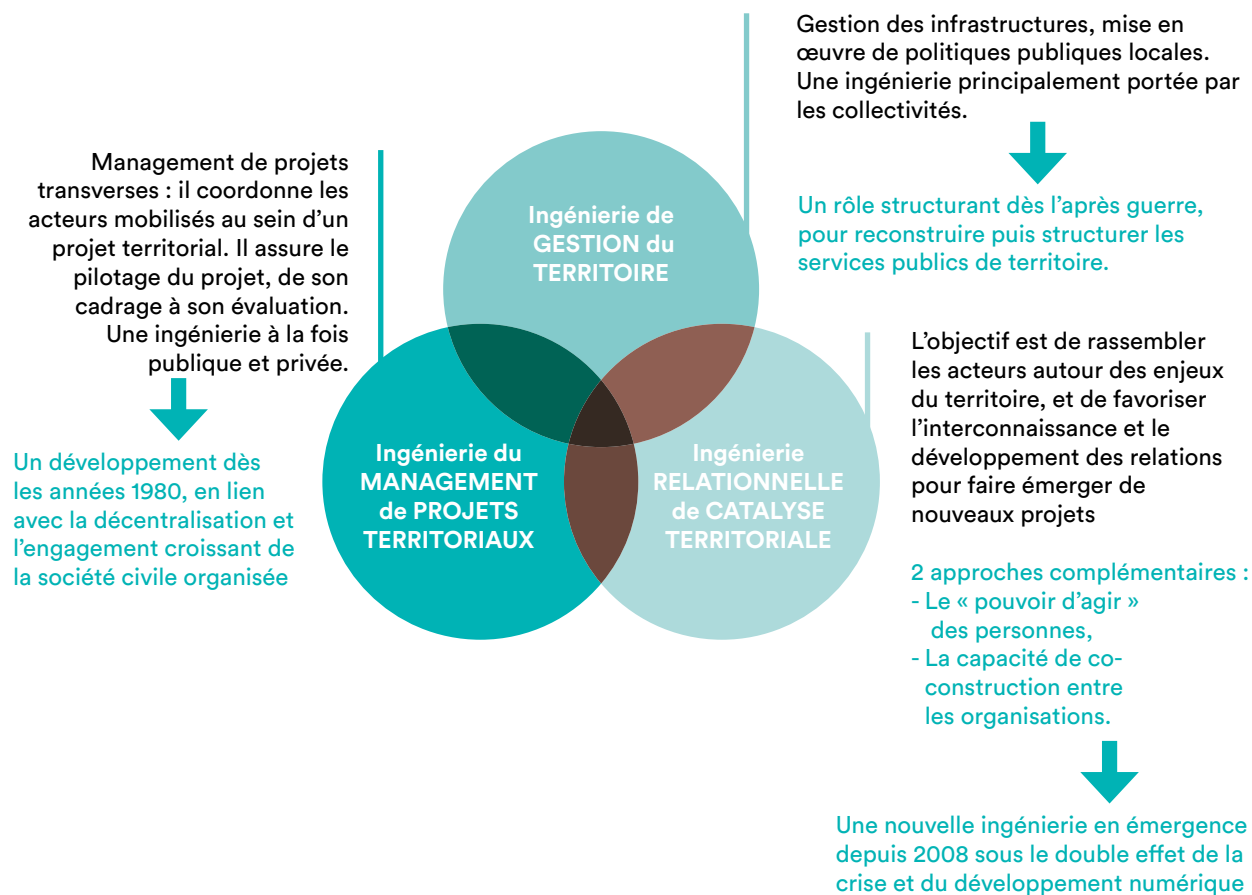 Gestion des infrastructures, mise en
œuvre de politiques publiques locales.
Une ingénierie principalement portée par
les collectivités.
Un rôle structurant dès l’après guerre,
pour reconstruire puis structurer les
services publics de territoire.
Management de projets
transverses : il coordonne les
acteurs mobilisés au sein d’un
projet territorial. Il assure le
pilotage du projet, de son
cadrage à son évaluation.
Une ingénierie à la fois
publique et privée.
Un développement dès
les années 1980, en lien
avec la décentralisation et
l’engagement croissant de
la société civile organisée
Ingénierie de
GESTION du
TERRITOIRE
Ingénierie du
MANAGEMENT
de PROJETS
TERRITORIAUX
Ingénierie
RELATIONNELLE
de CATALYSE
TERRITORIALE
L’objectif est de rassembler
les acteurs autour des enjeux
du territoire, et de favoriser
l’interconnaissance et le
développement des relations
pour faire émerger de
nouveaux projets
2 approches complémentaires :
- Le « pouvoir d’agir »
des personnes,
- La capacité de co-
construction entre
les organisations.
Une nouvelle ingénierie en émergence
depuis 2008 sous le double effet de la
crise et du développement numérique